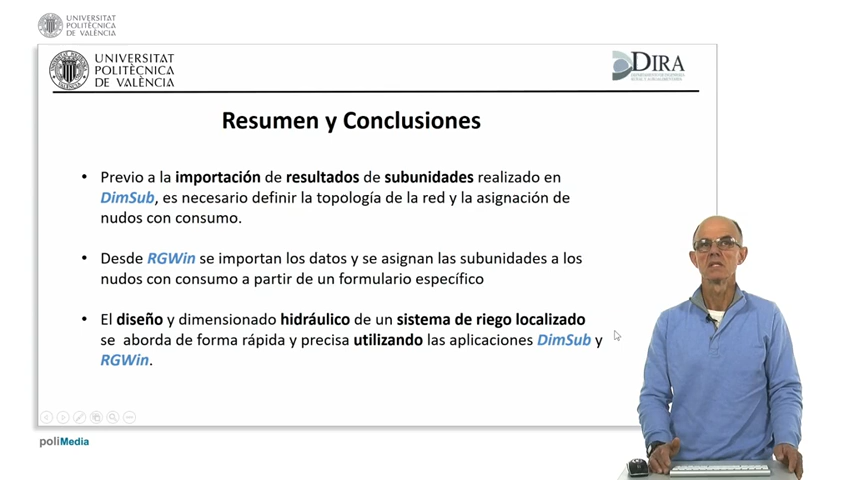 UNIVERSITAT
POLITÈCNICA
DE VALÈNCIA
UNIVERSITAT
POLITÈCNICA
DE VALÈNCIA
DIRA
Resumen y Conclusiones
• Previo a la importación de resultados de subunidades realizado en
DimSub, es necesario definir la topología de la red y la asignación de
nudos con consumo.
• Desde RGWin se importan los datos y se asignan las subunidades a los
nudos con consumo a partir de un formulario específico
• El diseño y dimensionado hidráulico de un sistema de riego localizado
se aborda de forma rápida y precisa utilizando las aplicaciones DimSub y
RGWin.
poliMedia